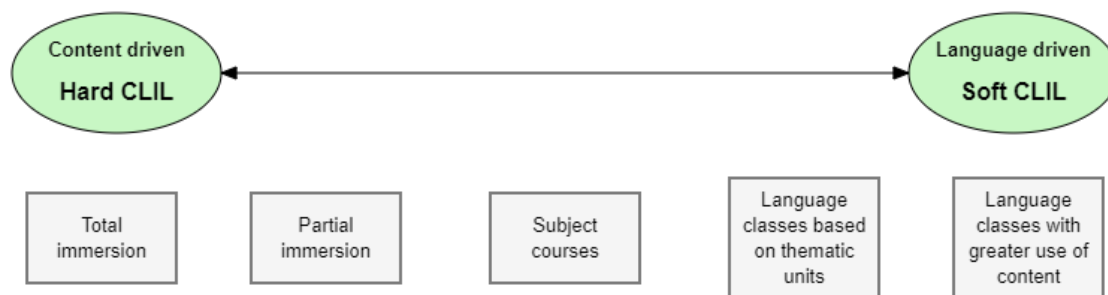 Content driven
Hard CLIL
Language driven
Soft CLIL
Total
immersion
Partial
immersion
Subject
courses
Language
classes based
on thematic
units
Language
classes with
greater use of
content